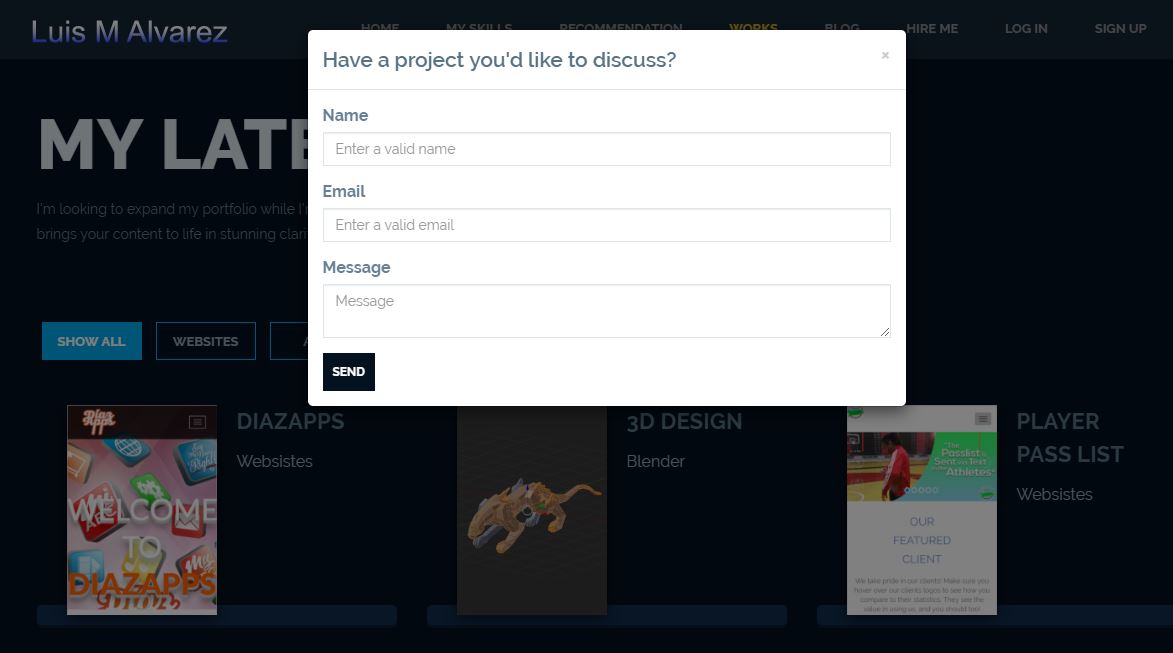 Luis M Alvarez
HOME MY SKILLS RECOMMENDATION WORKS BLOG HIRE ME LOG IN SIGN UP
Have a project you'd like to discuss? ×
Name
Enter a valid name
Email
Enter a valid email
Message
Message
SEND
MY LATE
I'm looking to expand my portfolio while I'
brings your content to life in stunning clari
SHOW ALL WEBSITES A
Diaz
Apps
WELCOME
TO
DIAZAPPS
DIAZAPPS
Websistes
3D DESIGN
Blender
"The
Passlist is
Sent via Text
Athletes"
OUR
FEATURED
CLIENT
We take pride in our clients! Make sure you
hover over our clients logos to see how you
compare to their statistics. They see the
value in using us, and you should too!
PLAYER
PASS LIST
Websistes